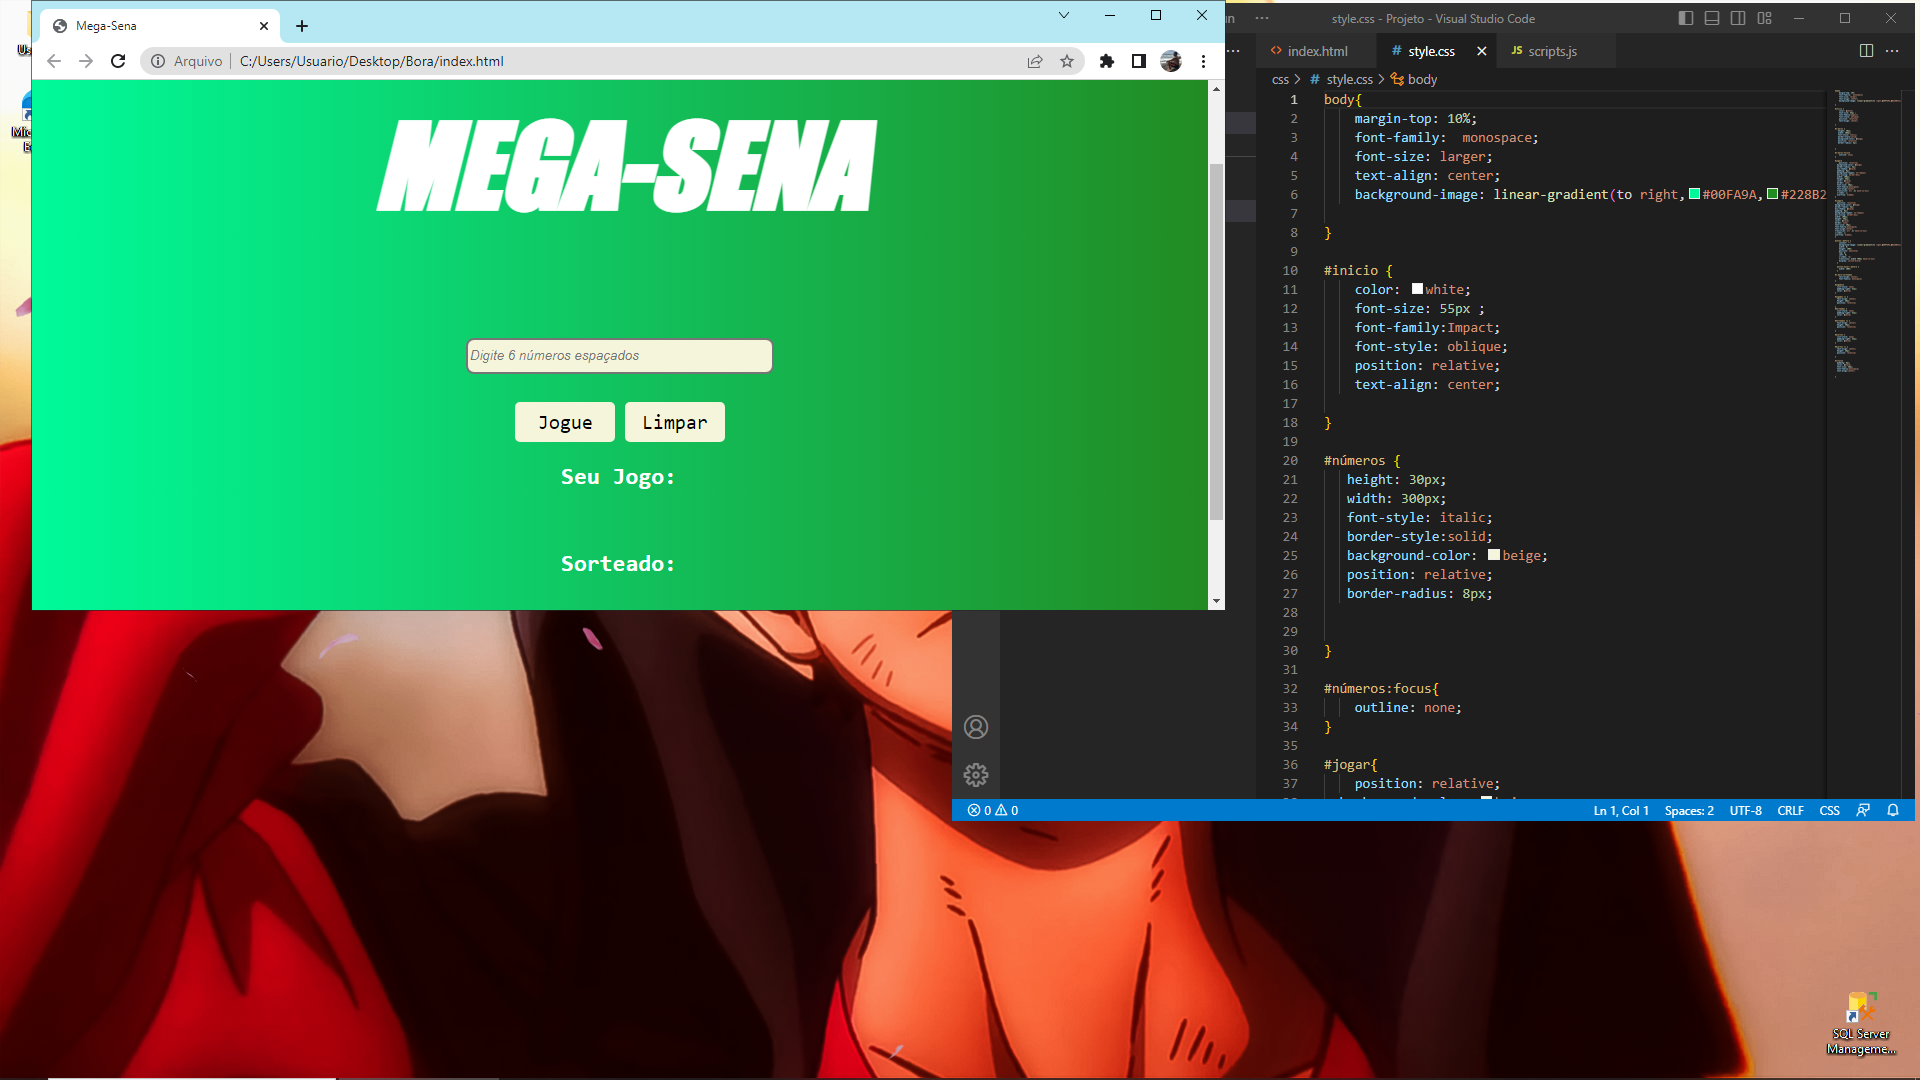 Mega-Sena
Arquivo
C:/Users/Usuario/Desktop/Bora/index.html
MEGA-SENA
Digite 6 números espaçados
Jogue
Limpar
Seu Jogo:
Sorteado:
style.css - Projeto - Visual Studio Code
index.html
# style.css
JS scripts.js
css > # style.css > body
1 body{
2 margin-top: 10%;
3 font-family:  monospace;
4 font-size: larger;
5 text-align: center;
6 background-image: linear-gradient(to right,#00FA9A,#228B2
7
8 }
9
10 #inicio {
11 color: white;
12 font-size: 55px ;
13 font-family:Impact;
14 font-style: oblique;
15 position: relative;
16 text-align: center;
17
18 }
19
20 #números {
21 height: 30px;
22 width: 300px;
23 font-style: italic;
24 border-style:solid;
25 background-color: beige;
26 position: relative;
27 border-radius: 8px;
28
29
30 }
31
32 #números:focus{
33 outline: none;
34 }
35
36 #jogar{
37 position: relative;
0 0
Ln 1, Col 1
Spaces: 2
UTF-8
CRLF
CSS
SQL Server
Manageme...